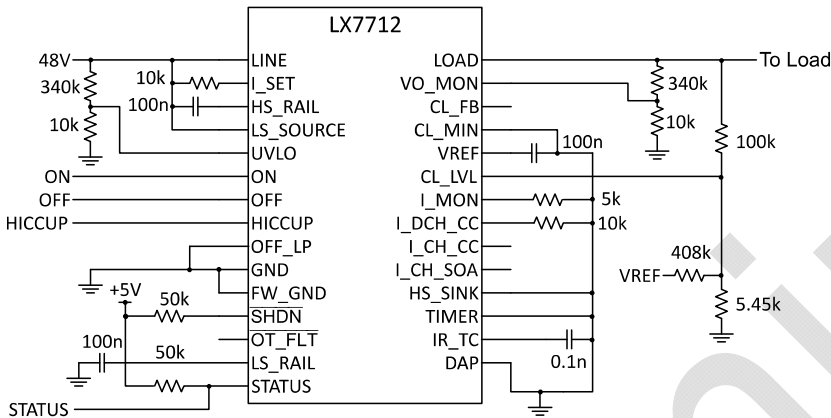 LX7712
48V
LINE
LOAD
To Load
340k
10k
I_SET
VO_MON
340k
100n
HS_RAIL
CL_FB
10k
LS_SOURCE
CL_MIN
10k
100n
100k
UVLO
VREF
ON
ON
CL_LVL
OFF
OFF
I_MON
5k
HICCUP
HICCUP
I_DCH_CC
10k
OFF_LP
I_CH_CC
408k
GND
I_CH_SOA
VREF
+5V
FW_GND
HS_SINK
50k
SHDN
TIMER
5.45k
100n
OT_FLT
IR_TC
50k
LS_RAIL
DAP
0.1n
STATUS
STATUS